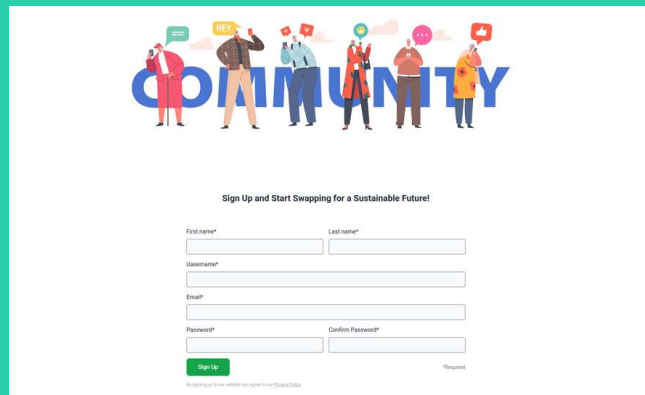 HEY
COMMUNITY
Sign Up and Start Swapping for a Sustainable Future!
First name* Last name*
Uasername*
Email*
Password* Confirm Password*
Sign Up *Required
By signing up to our website you agree to our Privacy Policy